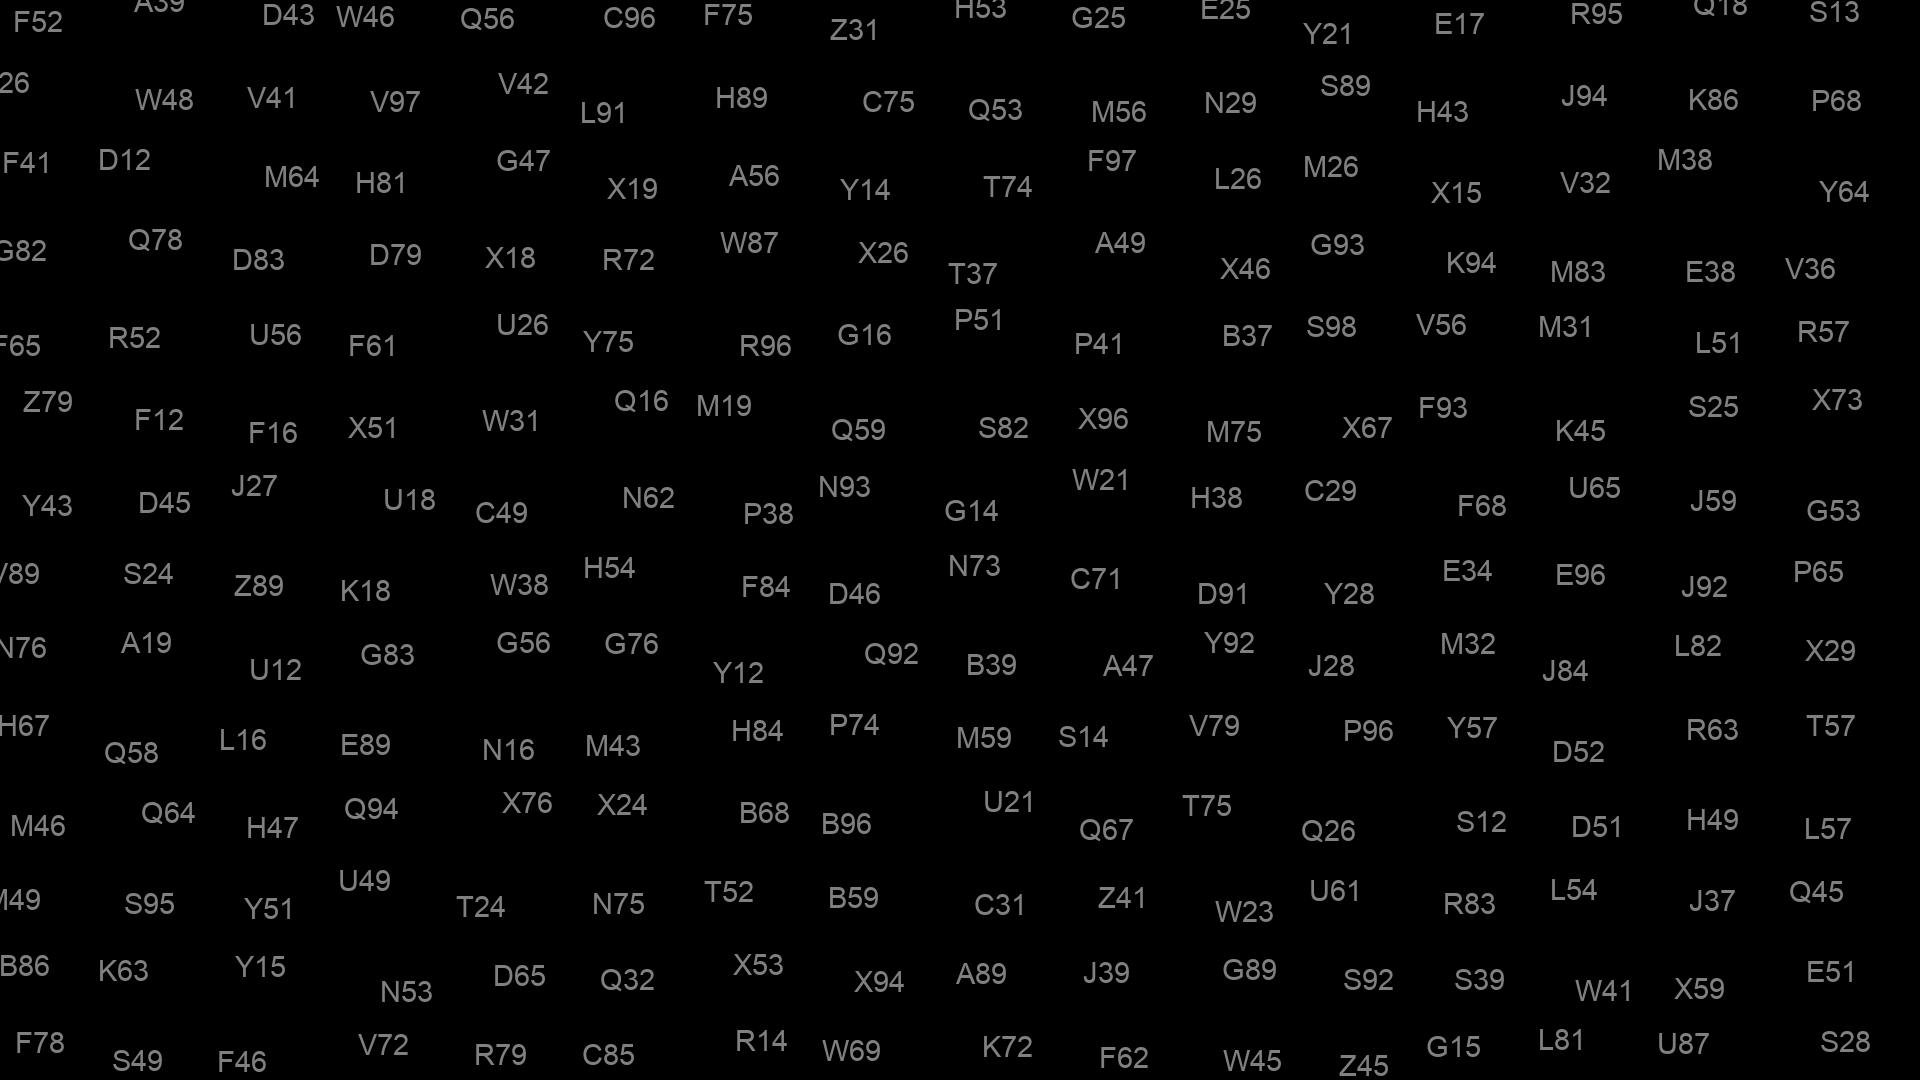 F52 A39 D43 W46 Q56 C96 F75 Z31 H53 G25 E25 Y21 E17 R95 Q18 S13
26 W48 V41 V97 V42 L91 H89 C75 Q53 M56 N29 S89 H43 J94 K86 P68
F41 D12 M64 H81 G47 X19 A56 Y14 T74 F97 L26 M26 X15 V32 M38 Y64
G82 Q78 D83 D79 X18 R72 W87 X26 T37 A49 X46 G93 K94 M83 E38 V36
F65 R52 U56 F61 U26 Y75 R96 G16 P51 P41 B37 S98 V56 M31 L51 R57
Z79 F12 F16 X51 W31 Q16 M19 Q59 S82 X96 M75 X67 F93 K45 S25 X73
Y43 D45 J27 U18 C49 N62 P38 N93 G14 W21 H38 C29 F68 U65 J59 G53
V89 S24 Z89 K18 W38 H54 F84 D46 N73 C71 D91 Y28 E34 E96 J92 P65
N76 A19 U12 G83 G56 G76 Y12 Q92 B39 A47 Y92 J28 M32 J84 L82 X29
H67 Q58 L16 E89 N16 M43 H84 P74 M59 S14 V79 P96 Y57 D52 R63 T57
M46 Q64 H47 Q94 X76 X24 B68 B96 U21 Q67 T75 Q26 S12 D51 H49 L57
M49 S95 Y51 U49 T24 N75 T52 B59 C31 Z41 W23 U61 R83 L54 J37 Q45
B86 K63 Y15 N53 D65 Q32 X53 X94 A89 J39 G89 S92 S39 W41 X59 E51
F78 S49 F46 V72 R79 C85 R14 W69 K72 F62 W45 Z45 G15 L81 U87 S28